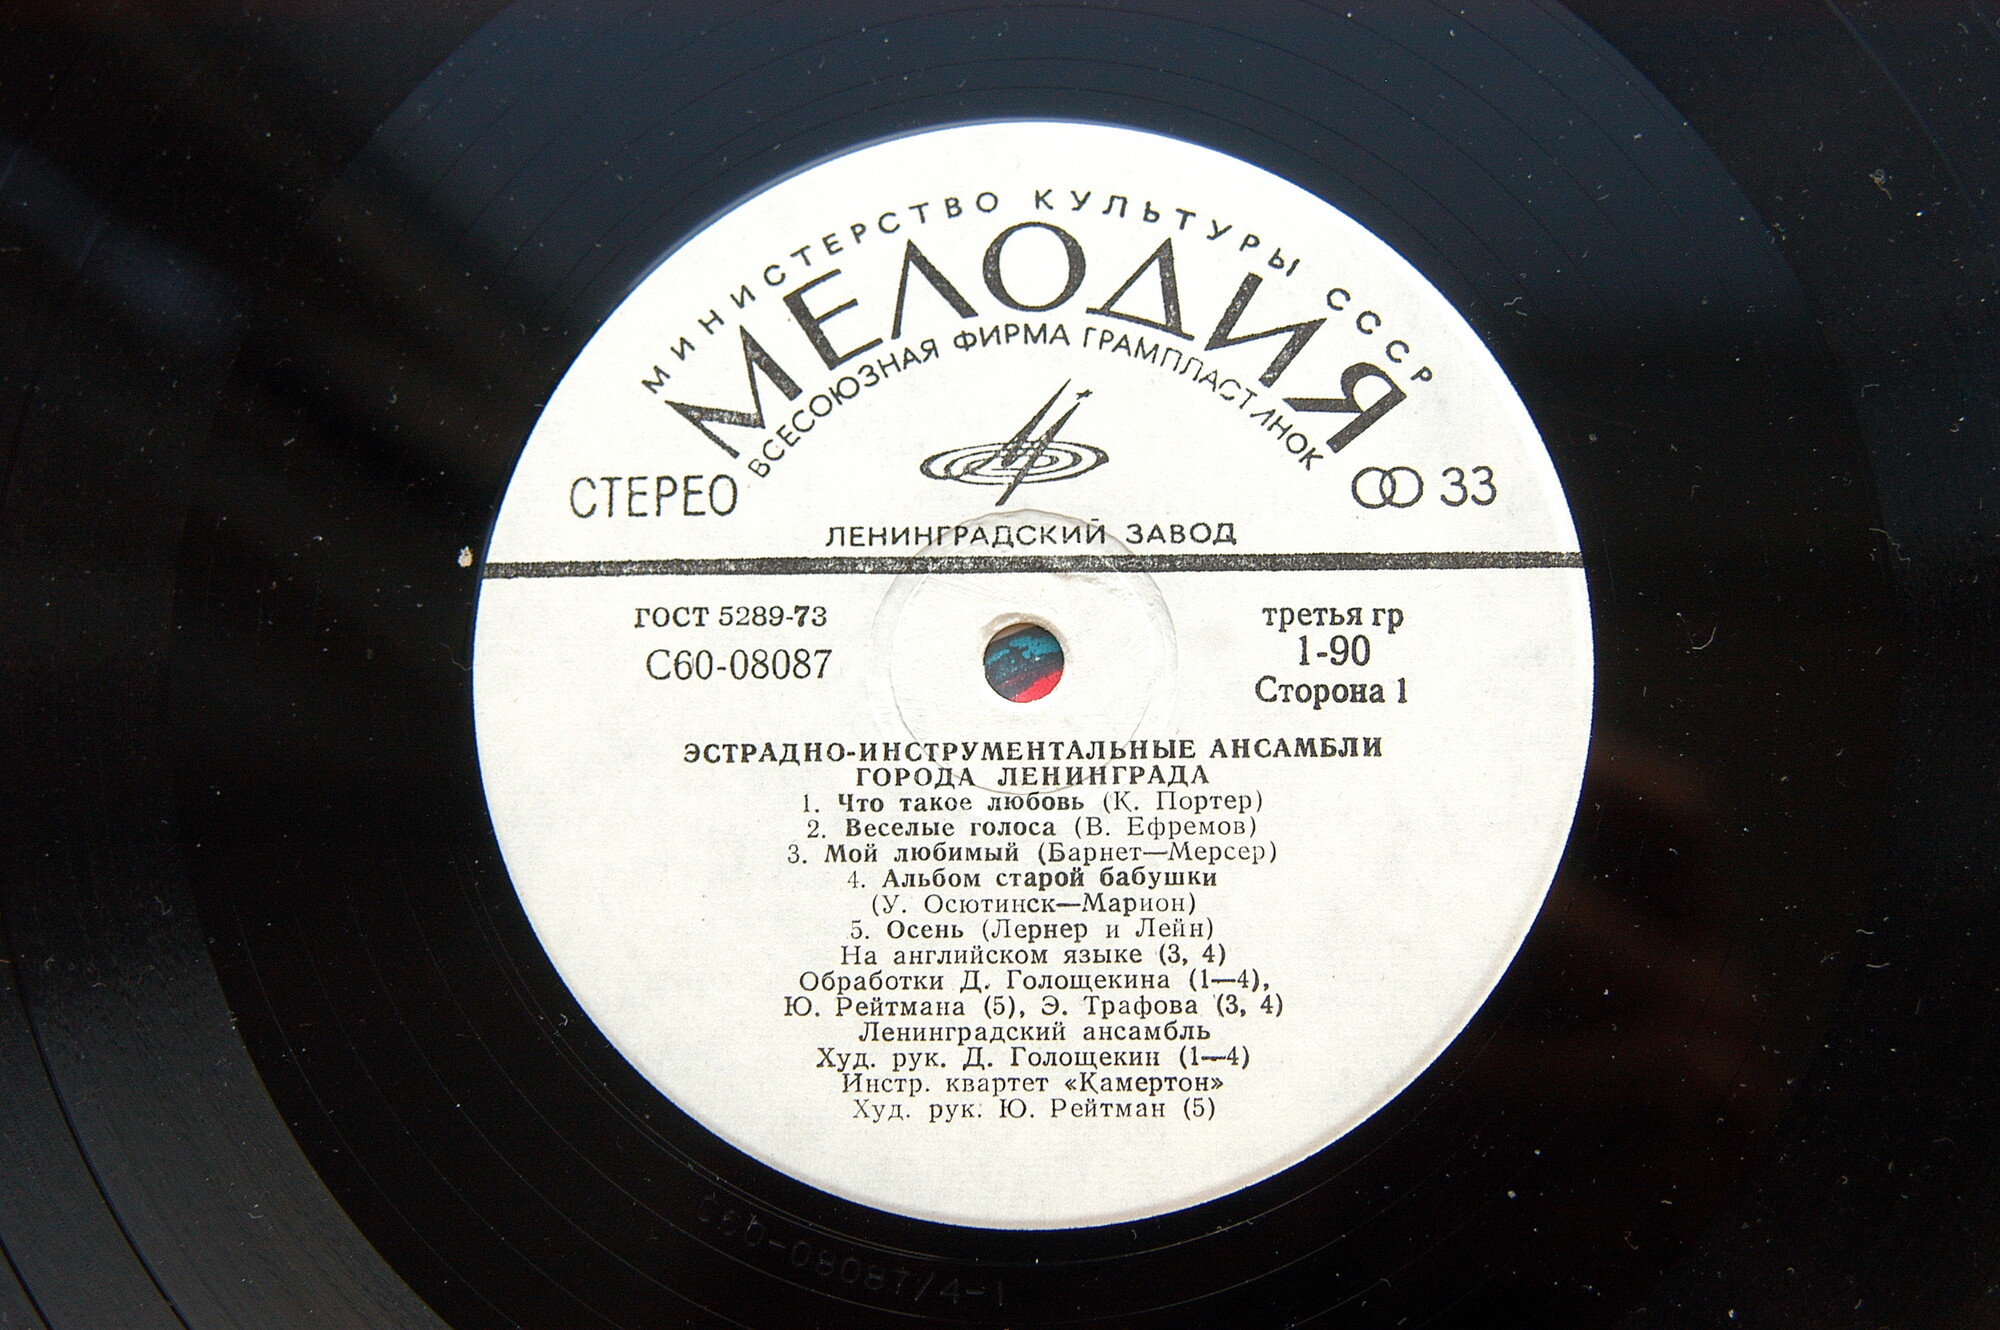 МИНИСТЕРСТВО КУЛЬТУРЫ СССР
МЕЛОДИЯ
ВСЕСОЮЗНАЯ ФИРМА ГРАМПЛАСТИНОК
СТЕРЕО
33
ЛЕНИНГРАДСКИЙ ЗАВОД
ГОСТ 5289-73
С60-08087
третья гр
1-90
Сторона 1
ЭСТРАДНО-ИНСТРУМЕНТАЛЬНЫЕ АНСАМБЛИ
ГОРОДА ЛЕНИНГРАДА
1. Что такое любовь (К. Портер)
2. Веселые голоса (В. Ефремов)
3. Мой любимый (Барнет—Мерсер)
4. Альбом старой бабушки
(У. Осютинск—Марион)
5. Осень (Лернер и Лейн)
На английском языке (3, 4)
Обработки Д. Голощекина (1—4),
Ю. Рейтмана (5), Э. Трафова (3, 4)
Ленинградский ансамбль
Худ. рук. Д. Голощекин (1—4)
Инстр. квартет «Камертон»
Худ. рук. Ю. Рейтман (5)
С60-08087/4-1